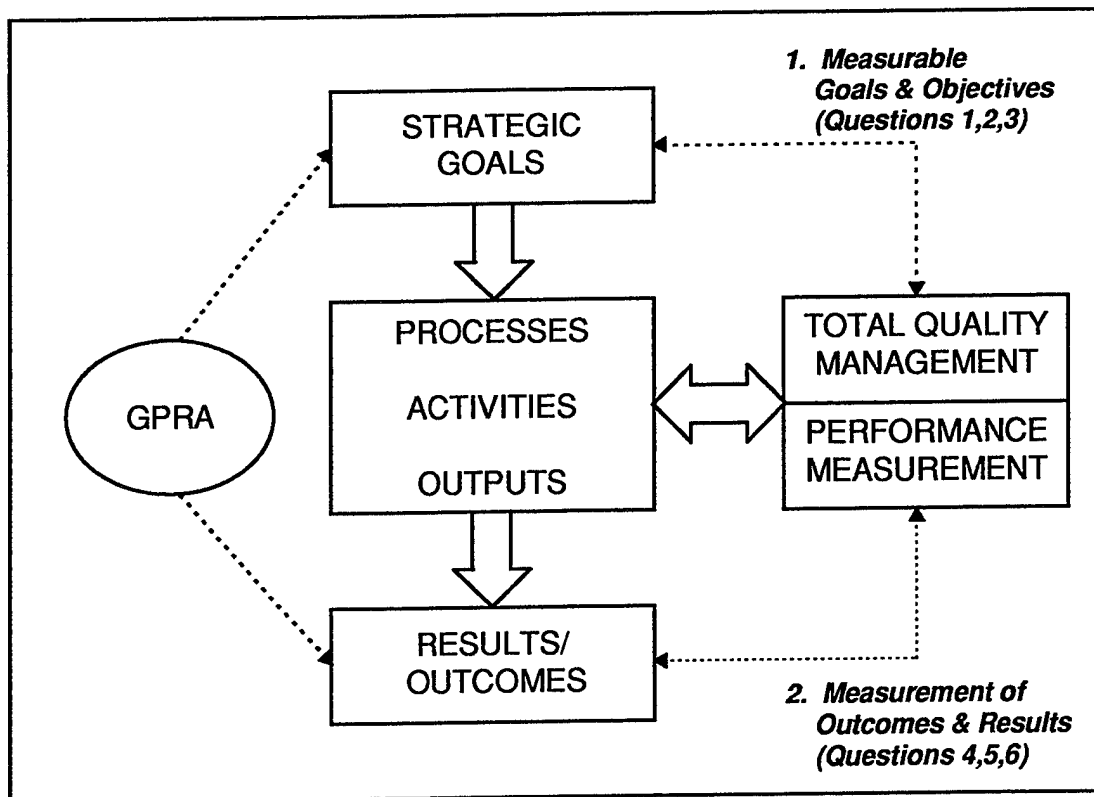 1. Measurable
Goals & Objectives
(Questions 1,2,3)
STRATEGIC
GOALS
PROCESSES
ACTIVITIES
OUTPUTS
TOTAL QUALITY
MANAGEMENT
PERFORMANCE
MEASUREMENT
GPRA
RESULTS/
OUTCOMES
2. Measurement of
Outcomes & Results
(Questions 4,5,6)